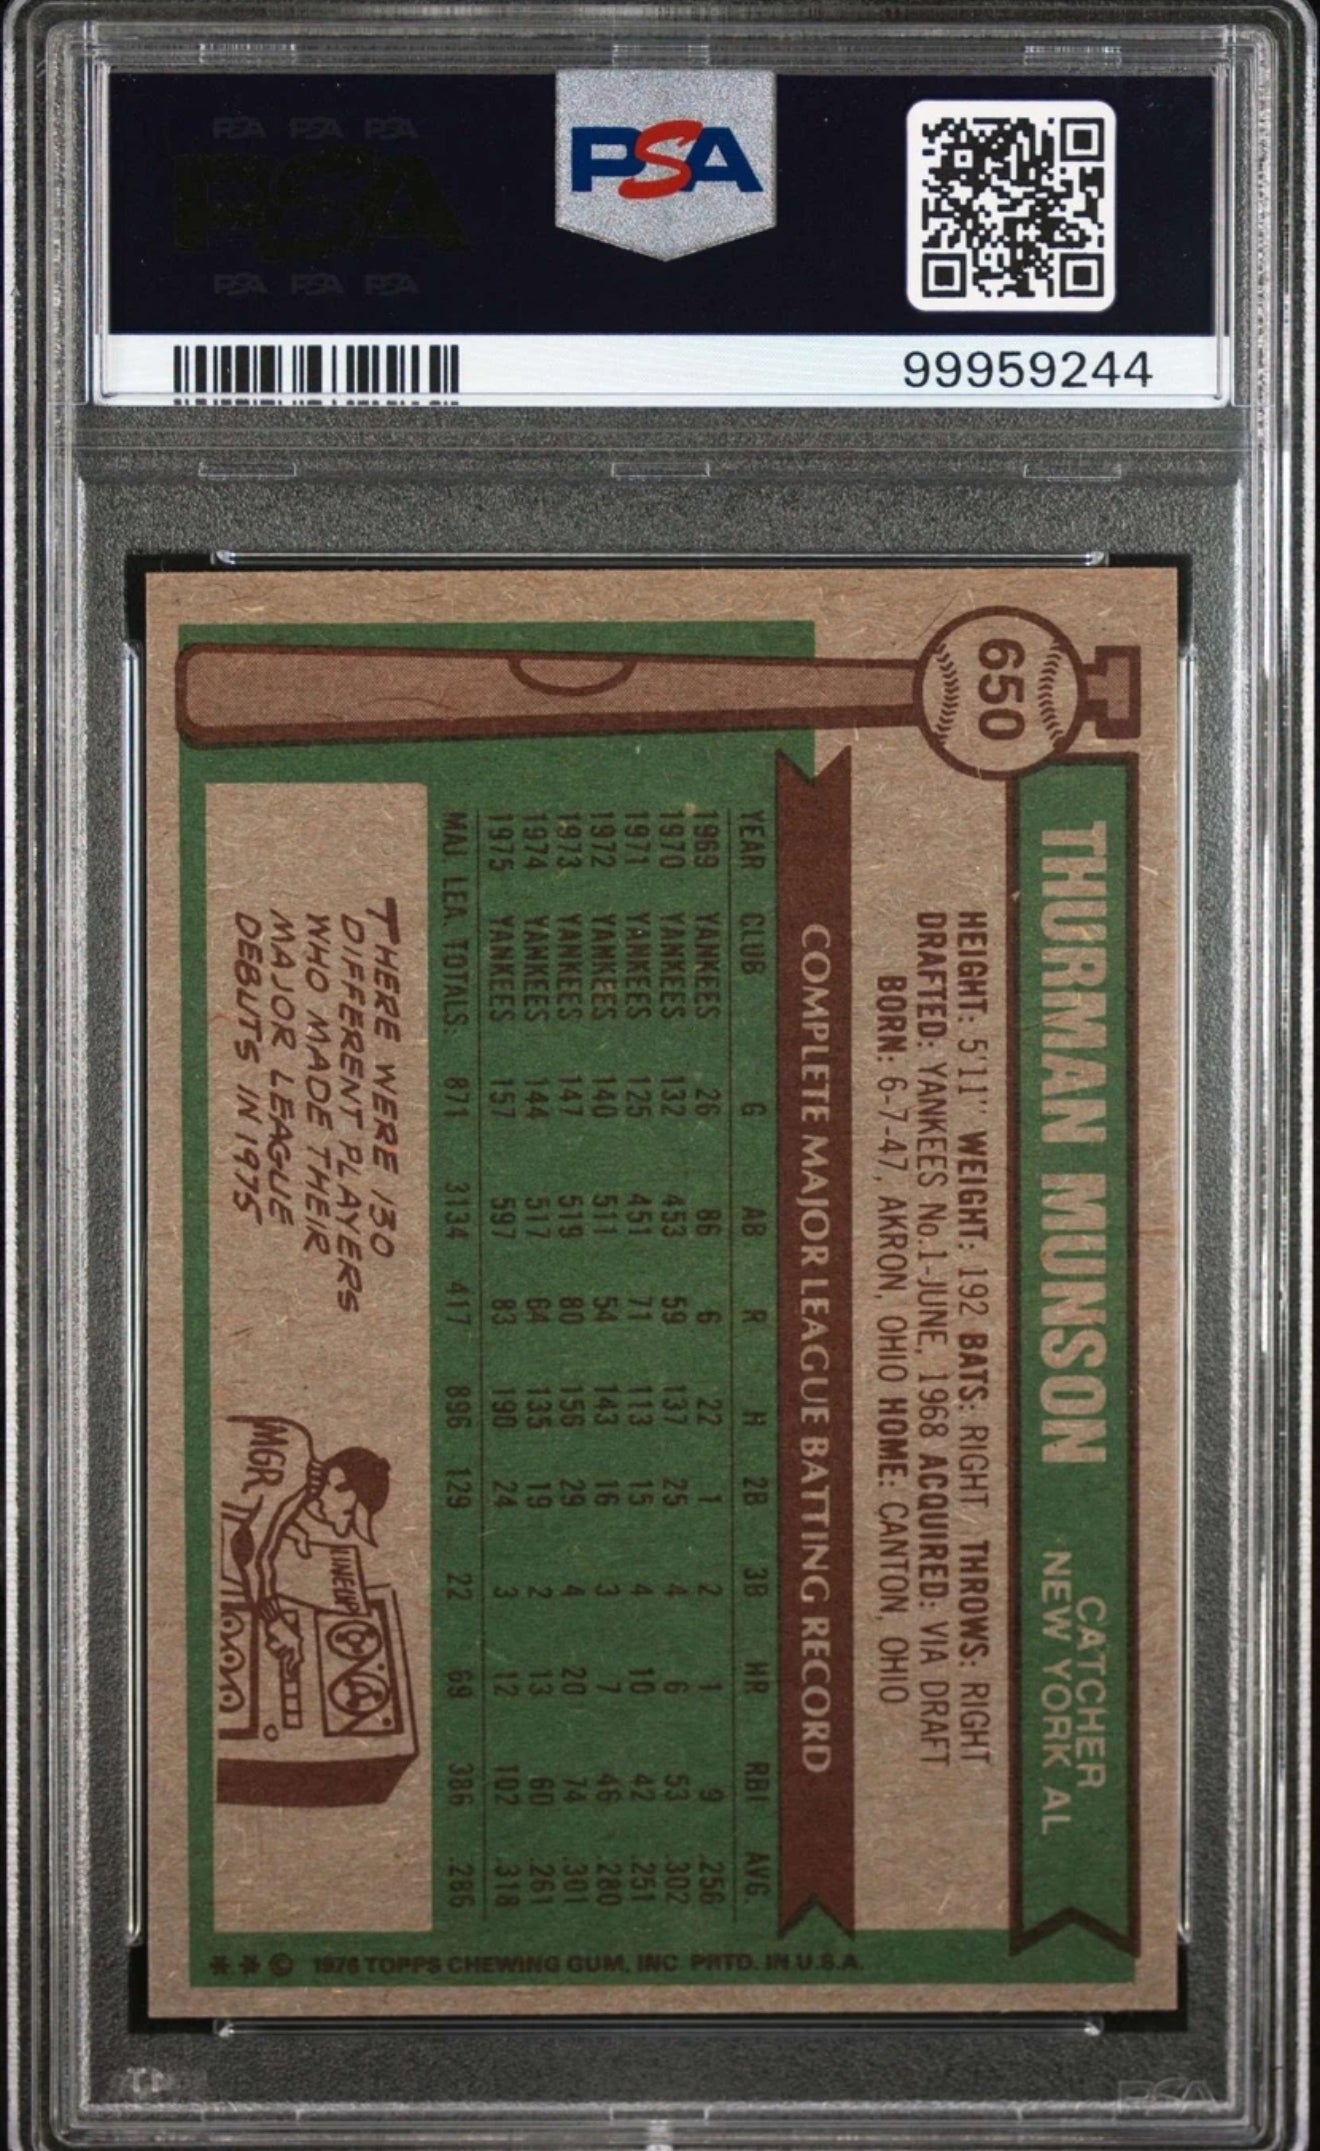 PSA PSA PSA
PSA
PSA PSA PSA
PSA
99959244
650
THURMAN MUNSON
CATCHER
NEW YORK AL
HEIGHT: 5'11" WEIGHT: 192 BATS: RIGHT THROWS: RIGHT
DRAFTED: YANKEES No.1-JUNE, 1968 ACQUIRED: VIA DRAFT
BORN: 6-7-47, AKRON, OHIO HOME: CANTON, OHIO
COMPLETE MAJOR LEAGUE BATTING RECORD
YEAR CLUB G AB R H 2B 3B HR RBI AVG.
1969 YANKEES 26 86 6 22 1 2 1 9 .256
1970 YANKEES 132 453 59 137 25 4 6 53 .302
1971 YANKEES 125 451 71 113 15 4 10 42 .251
1972 YANKEES 140 511 54 143 16 3 7 46 .280
1973 YANKEES 147 519 80 156 29 4 20 74 .301
1974 YANKEES 144 517 64 135 19 2 13 60 .261
1975 YANKEES 157 597 83 190 24 3 12 102 .318
MAJ. LEA. TOTALS. 871 3134 417 896 129 22 69 386 .286
THERE WERE 130
DIFFERENT PLAYERS
WHO MADE THEIR
MAJOR LEAGUE
DEBUTS IN 1975
MGR
LINEUP
** © 1976 TOPPS CHEWING GUM, INC. PRTD. IN U.S.A.
PSA